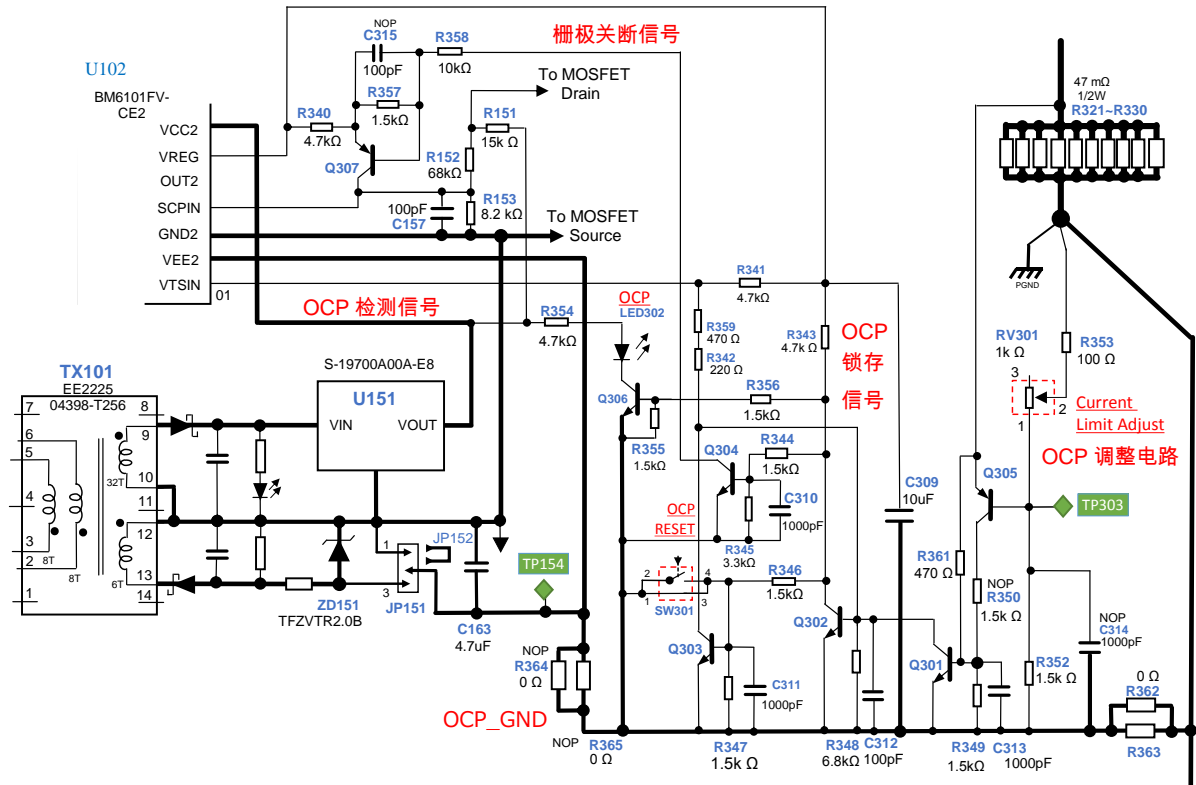 U102
BM6101FV-
CE2
VCC2
VREG
OUT2
SCPIN
GND2
VEE2
VTSIN
01
R340
4.7kΩ
NOP
C315
100pF
R357
1.5kΩ
Q307
R358
10kΩ
栅极关断信号
To MOSFET
Drain
R151
15k Ω
R152
68kΩ
100pF
C157
R153
8.2 kΩ
To MOSFET
Source
OCP 检测信号
R354
4.7kΩ
OCP
LED302
R341
4.7kΩ
R359
470 Ω
R342
220 Ω
R343
4.7k Ω
OCP
锁存
信号
Q306
R356
1.5kΩ
R355
1.5kΩ
Q304
R344
1.5kΩ
C310
1000pF
R345
3.3kΩ
OCP
RESET
2
1
4
3
SW301
R346
1.5kΩ
C309
10uF
Q303
C311
1000pF
R347
1.5k Ω
Q302
R348
6.8kΩ
C312
100pF
Q301
R349
1.5kΩ
C313
1000pF
R361
470 Ω
NOP
R350
1.5k Ω
Q305
TP303
NOP
C314
1000pF
R352
1.5k Ω
0 Ω
R362
R363
47 mΩ
1/2W
R321~R330
PGND
RV301
1k Ω
3
2
1
R353
100 Ω
Current
Limit Adjust
OCP 调整电路
TX101
EE2225
04398-T256
7
6
5
4
3
2
1
8
9
10
11
12
13
14
32T
8T
8T
6T
S-19700A00A-E8
U151
VIN
VOUT
ZD151
TFZVTR2.0B
1
3
JP151
JP152
C163
4.7uF
TP154
NOP
R364
0 Ω
OCP_GND
NOP
R365
0 Ω